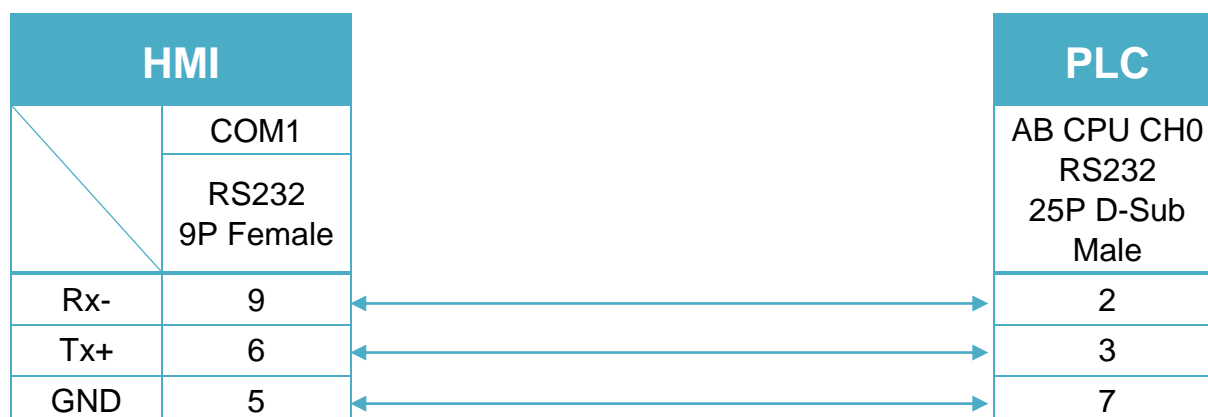 HMI
PLC
COM1
RS232
9P Female
AB CPU CH0
RS232
25P D-Sub
Male
Rx- 9 2
Tx+ 6 3
GND 5 7